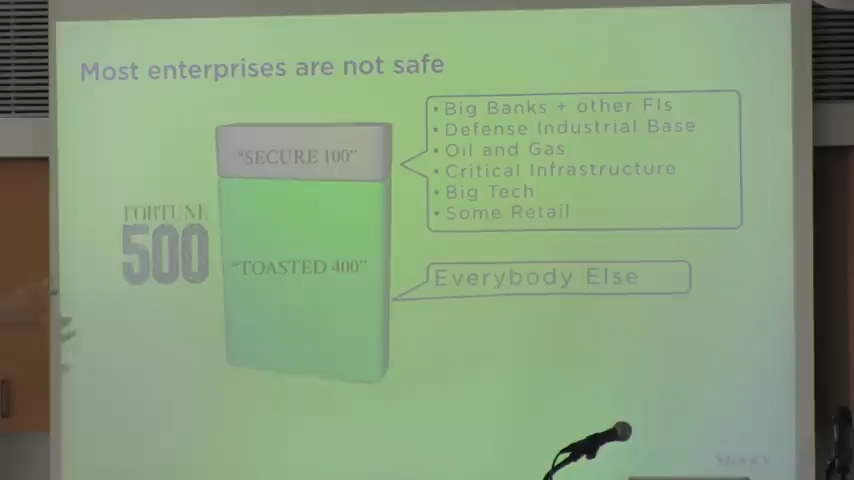 Most enterprises are not safe
"SECURE 100"
• Big Banks + other FIs
• Defense Industrial Base
• Oil and Gas
• Critical Infrastructure
• Big Tech
• Some Retail
FORTUNE
500
"TOASTED 400"
Everybody Else